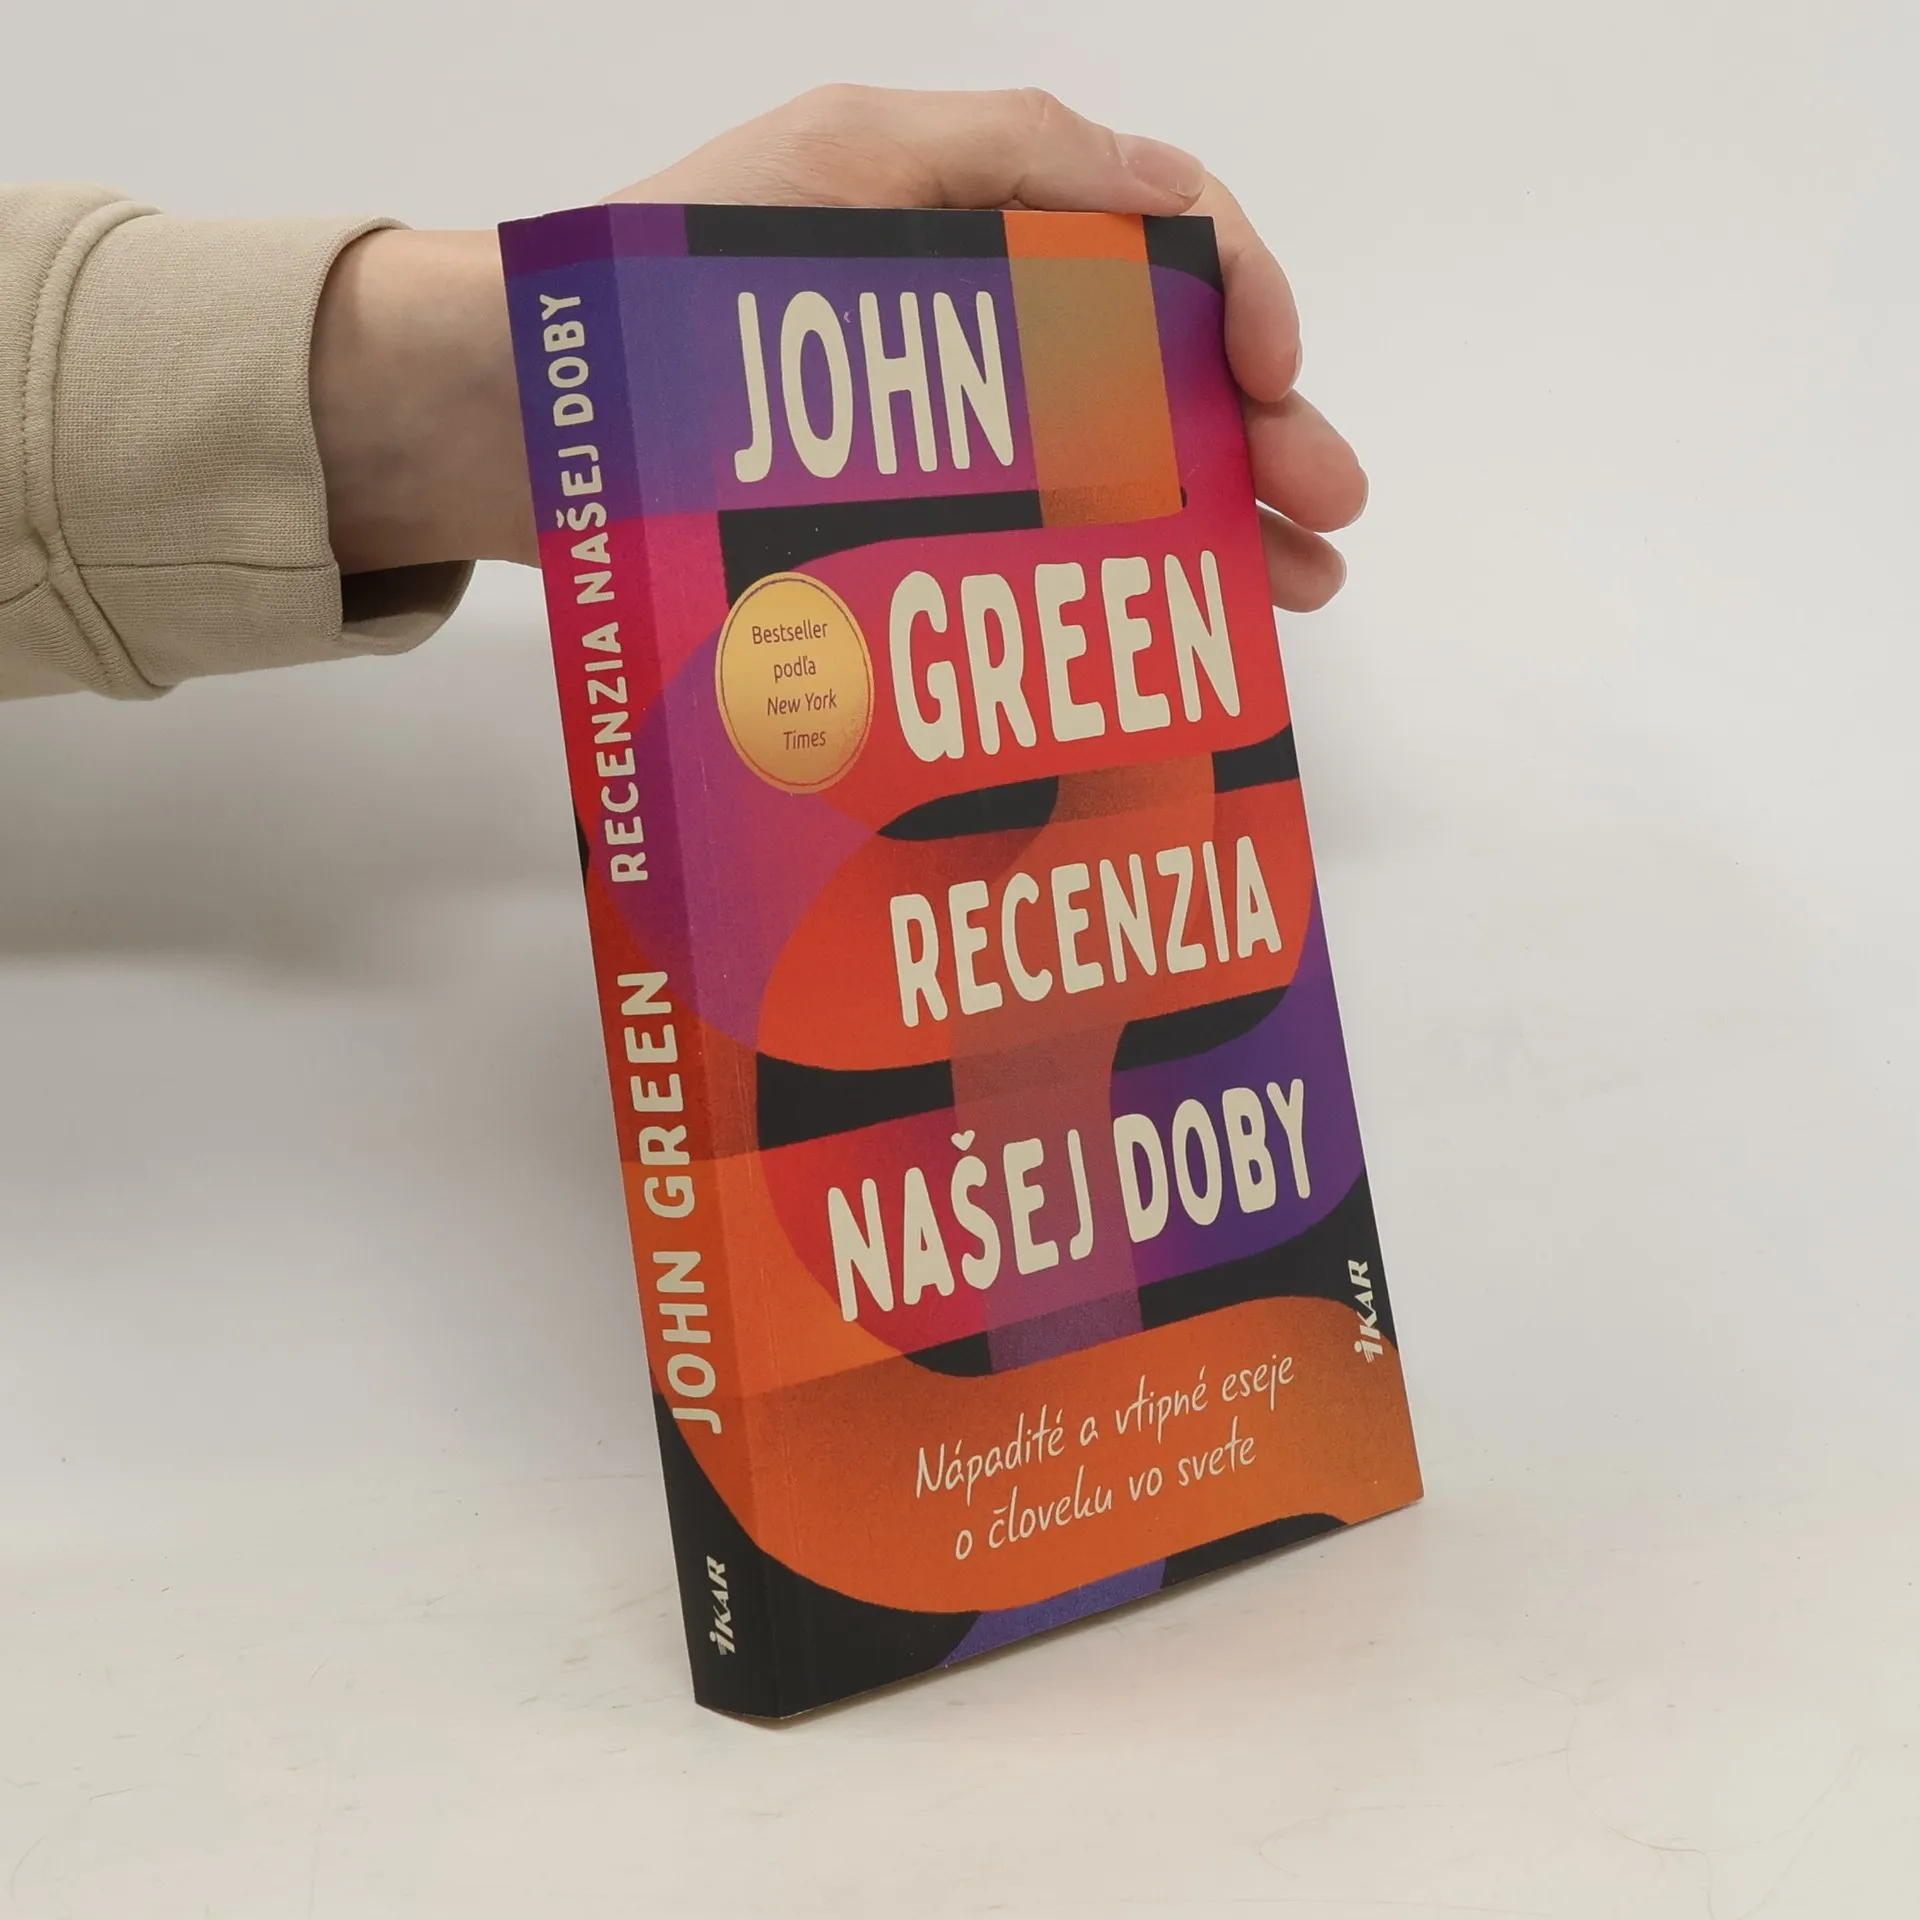 RECENZIA NAŠEJ DOBY
JOHN GREEN
IKAR
JOHN
GREEN
Bestseller
podľa
New York
Times
RECENZIA
NAŠEJ DOBY
IKAR
Nápadité a vtipné eseje
o človeku vo svete